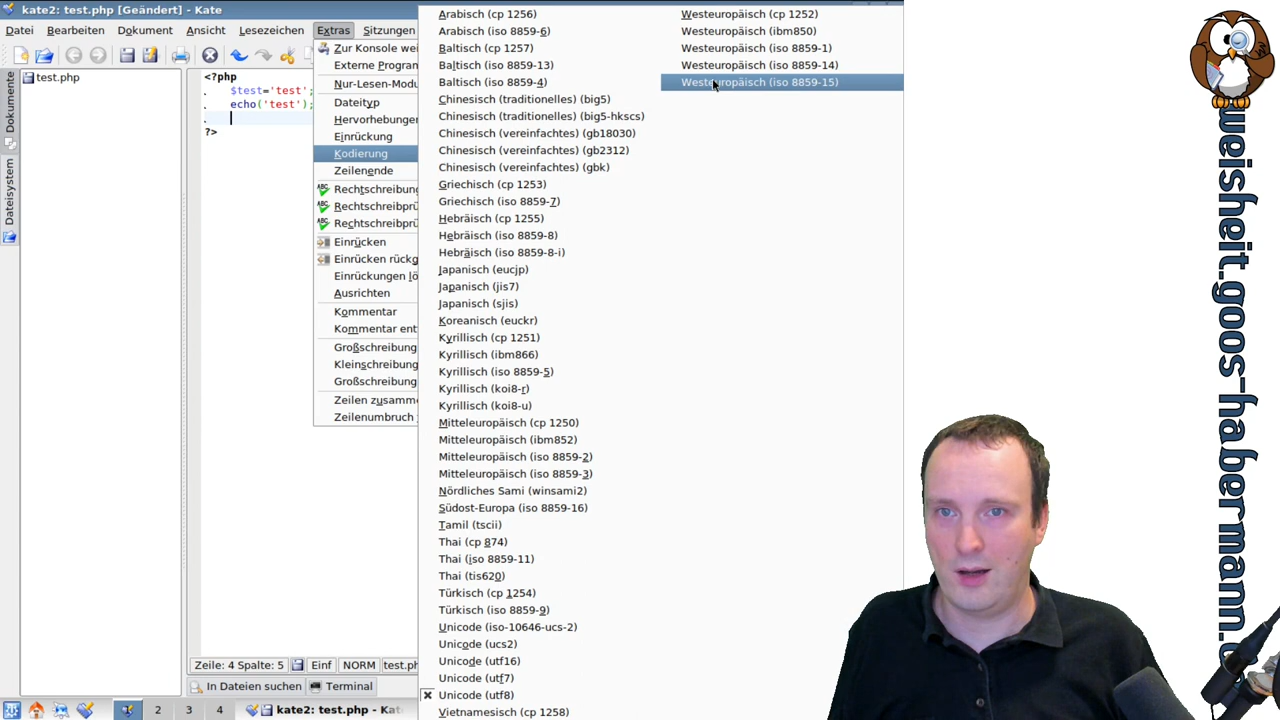 kate2: test.php [Geändert] - Kate
Datei Bearbeiten Dokument Ansicht Lesezeichen Extras Sitzungen
Dokumente
Dateisystem
test.php
<?php
$test='test';
echo('test');
?>
Zur Konsole wei
Externe Program
Nur-Lesen-Modu
Dateityp
Hervorhebungen
Einrückung
Kodierung
Zeilenende
Rechtschreibung
Rechtschreibprü
Rechtschreibprü
Einrücken
Einrücken rückg
Einrückungen lö
Ausrichten
Kommentar
Kommentar ent
Großschreibung
Kleinschreibung
Großschreibung
Zeilen zusamme
Zeilenumbruch
Arabisch (cp 1256)
Arabisch (iso 8859-6)
Baltisch (cp 1257)
Baltisch (iso 8859-13)
Baltisch (iso 8859-4)
Chinesisch (traditionelles) (big5)
Chinesisch (traditionelles) (big5-hkscs)
Chinesisch (vereinfachtes) (gb18030)
Chinesisch (vereinfachtes) (gb2312)
Chinesisch (vereinfachtes) (gbk)
Griechisch (cp 1253)
Griechisch (iso 8859-7)
Hebräisch (cp 1255)
Hebräisch (iso 8859-8)
Hebräisch (iso 8859-8-i)
Japanisch (eucjp)
Japanisch (jis7)
Japanisch (sjis)
Koreanisch (euckr)
Kyrillisch (cp 1251)
Kyrillisch (ibm866)
Kyrillisch (iso 8859-5)
Kyrillisch (koi8-r)
Kyrillisch (koi8-u)
Mitteleuropäisch (cp 1250)
Mitteleuropäisch (ibm852)
Mitteleuropäisch (iso 8859-2)
Mitteleuropäisch (iso 8859-3)
Nördliches Sami (winsami2)
Südost-Europa (iso 8859-16)
Tamil (tscii)
Thai (cp 874)
Thai (iso 8859-11)
Thai (tis620)
Türkisch (cp 1254)
Türkisch (iso 8859-9)
Unicode (iso-10646-ucs-2)
Unicode (ucs2)
Unicode (utf16)
Unicode (utf7)
Unicode (utf8)
Vietnamesisch (cp 1258)
Westeuropäisch (cp 1252)
Westeuropäisch (ibm850)
Westeuropäisch (iso 8859-1)
Westeuropäisch (iso 8859-14)
Westeuropäisch (iso 8859-15)
Zeile: 4 Spalte: 5 Einf NORM test.ph
In Dateien suchen Terminal
2 3 4 kate2: test.php - Ka
weisheit.goos-habermann.de